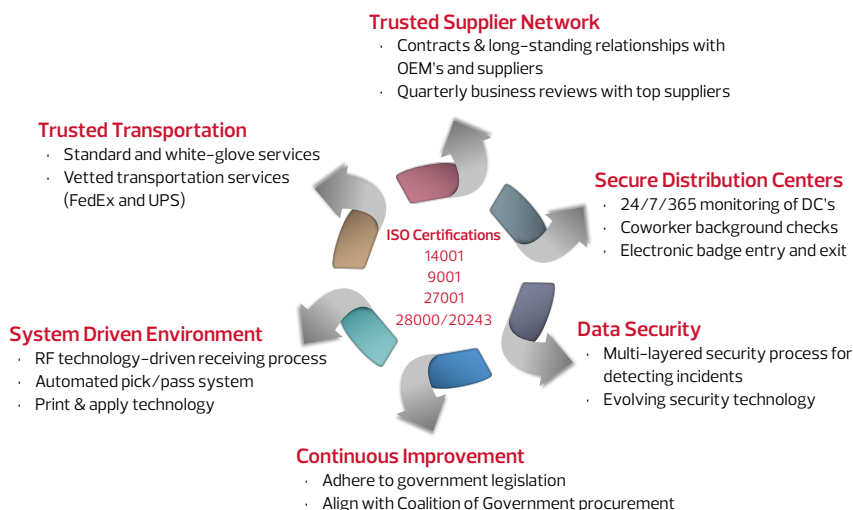 Trusted Supplier Network
· Contracts & long-standing relationships with
OEM's and suppliers
· Quarterly business reviews with top suppliers
Trusted Transportation
· Standard and white-glove services
· Vetted transportation services
(FedEx and UPS)
Secure Distribution Centers
· 24/7/365 monitoring of DC's
· Coworker background checks
· Electronic badge entry and exit
ISO Certifications
14001
9001
27001
28000/20243
System Driven Environment
· RF technology-driven receiving process
· Automated pick/pass system
· Print & apply technology
Data Security
· Multi-layered security process for
detecting incidents
· Evolving security technology
Continuous Improvement
· Adhere to government legislation
· Align with Coalition of Government procurement